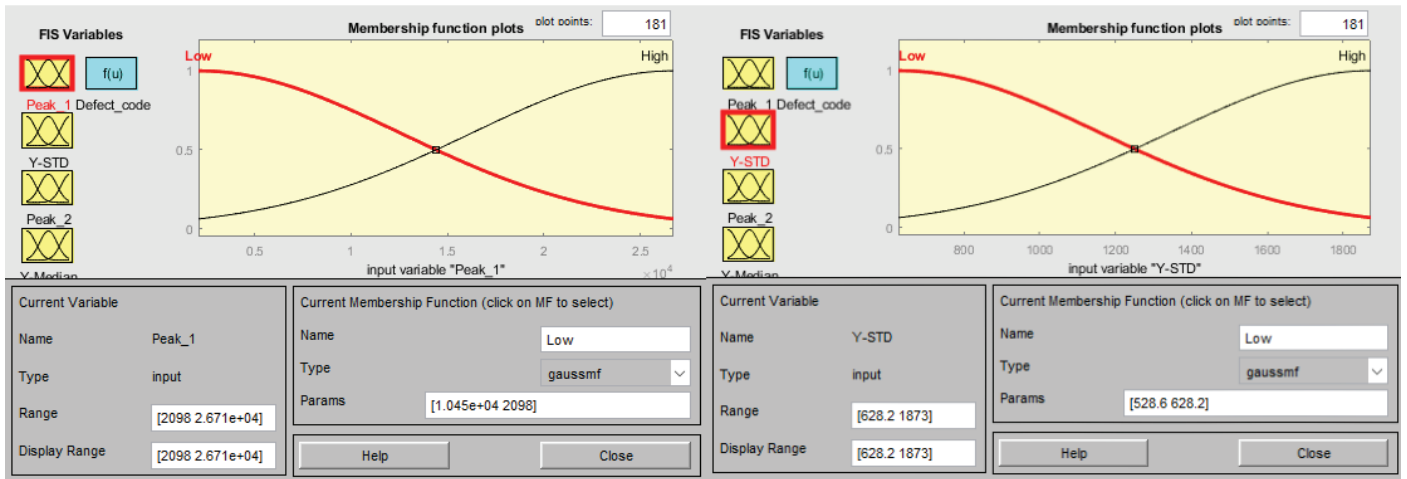 FIS Variables
Membership function plots
plot points: 181
Low
High
f(u)
Peak_1 Defect_code
Y-STD
Peak_2
Y-Median
1
0.5
0
0.5 1 1.5 2 2.5
input variable "Peak_1"
×10^4
Current Variable
Name Peak_1
Type input
Range [2098 2.671e+04]
Display Range [2098 2.671e+04]
Current Membership Function (click on MF to select)
Name Low
Type gaussmf
Params [1.045e+04 2098]
Help Close
FIS Variables
Membership function plots
plot points: 181
Low
High
f(u)
Peak_1 Defect_code
Y-STD
Peak_2
Y-Median
1
0.5
0
800 1000 1200 1400 1600 1800
input variable "Y-STD"
Current Variable
Name Y-STD
Type input
Range [628.2 1873]
Display Range [628.2 1873]
Current Membership Function (click on MF to select)
Name Low
Type gaussmf
Params [528.6 628.2]
Help Close